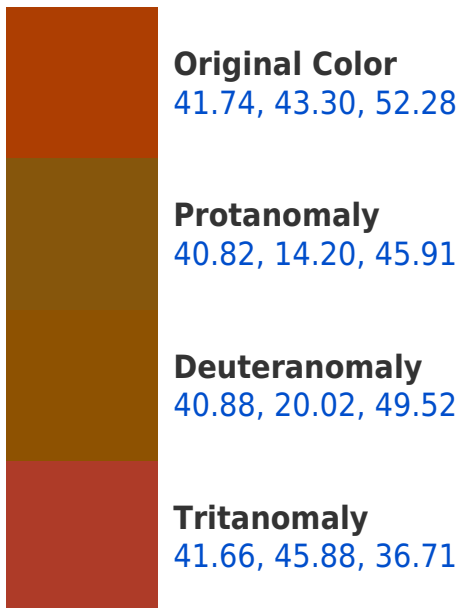 Original Color
41.74, 43.30, 52.28
Protanomaly
40.82, 14.20, 45.91
Deuteranomaly
40.88, 20.02, 49.52
Tritanomaly
41.66, 45.88, 36.71